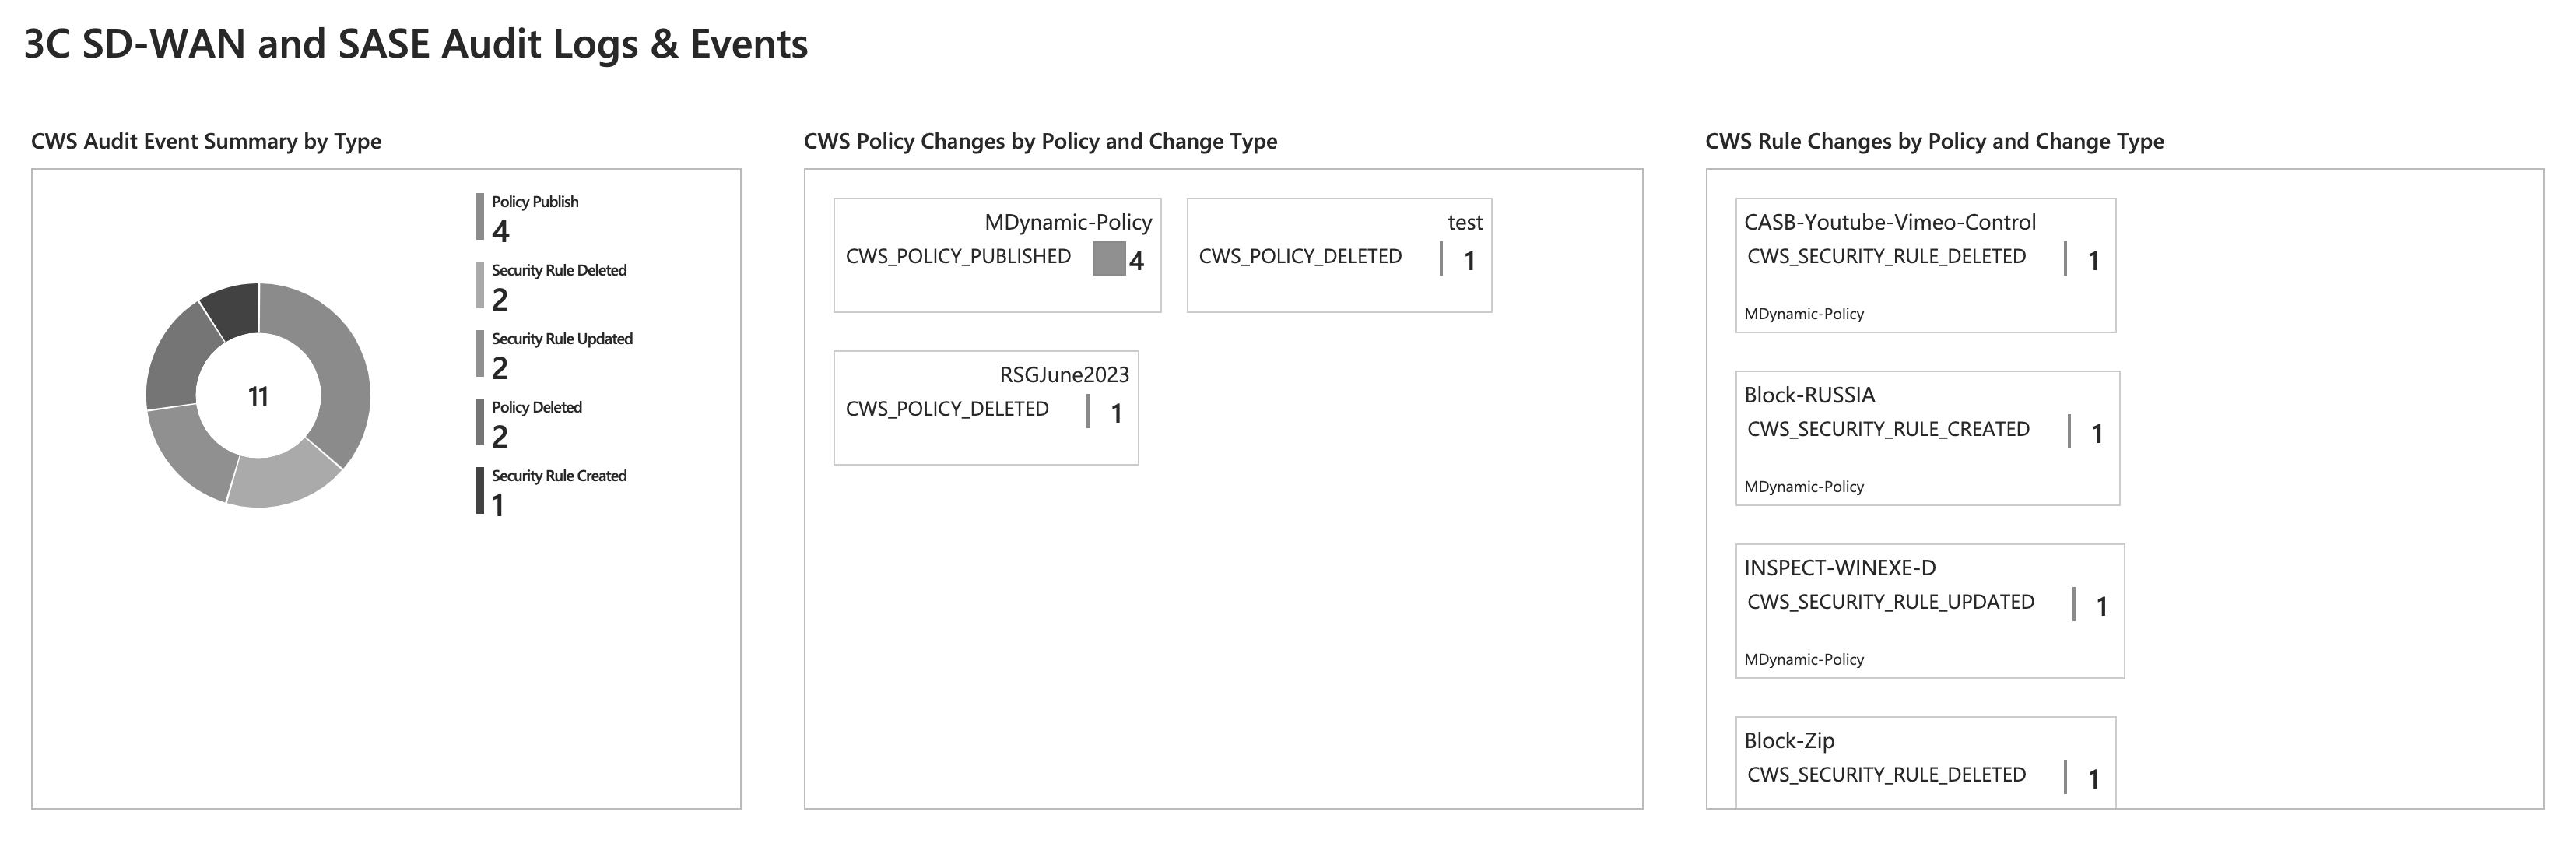 3C SD-WAN and SASE Audit Logs & Events
CWS Audit Event Summary by Type
11
Policy Publish
4
Security Rule Deleted
2
Security Rule Updated
2
Policy Deleted
2
Security Rule Created
1
CWS Policy Changes by Policy and Change Type
MDynamic-Policy
CWS_POLICY_PUBLISHED 4
test
CWS_POLICY_DELETED 1
RSGJune2023
CWS_POLICY_DELETED 1
CWS Rule Changes by Policy and Change Type
CASB-Youtube-Vimeo-Control
CWS_SECURITY_RULE_DELETED 1
MDynamic-Policy
Block-RUSSIA
CWS_SECURITY_RULE_CREATED 1
MDynamic-Policy
INSPECT-WINEXE-D
CWS_SECURITY_RULE_UPDATED 1
MDynamic-Policy
Block-Zip
CWS_SECURITY_RULE_DELETED 1